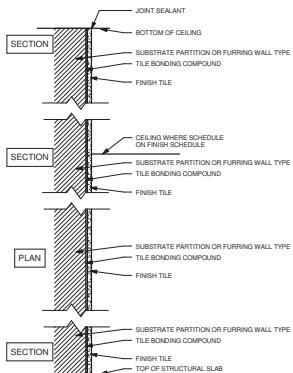 JOINT SEALANT
BOTTOM OF CEILING
SECTION
SUBSTRATE PARTITION OR FURRING WALL TYPE
TILE BONDING COMPOUND
FINISH TILE
CEILING WHERE SCHEDULE
ON FINISH SCHEDULE
SECTION
SUBSTRATE PARTITION OR FURRING WALL TYPE
TILE BONDING COMPOUND
FINISH TILE
SUBSTRATE PARTITION OR FURRING WALL TYPE
PLAN
TILE BONDING COMPOUND
FINISH TILE
SUBSTRATE PARTITION OR FURRING WALL TYPE
TILE BONDING COMPOUND
SECTION
FINISH TILE
TOP OF STRUCTURAL SLAB